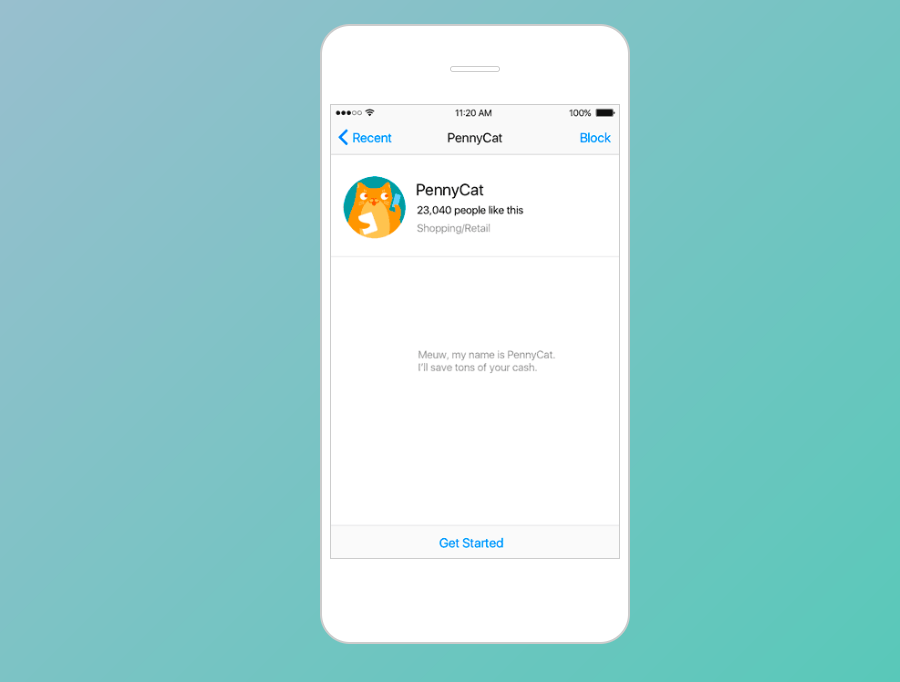 11:20 AM 100%
Recent PennyCat Block
PennyCat
23,040 people like this
Shopping/Retail
Meuw, my name is PennyCat.
I'll save tons of your cash.
Get Started